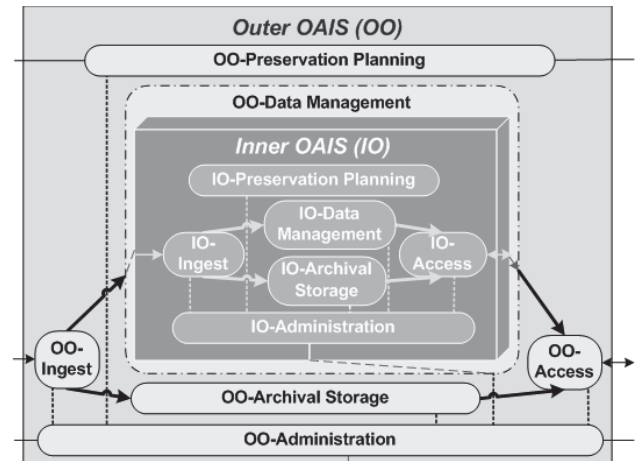 Outer OAIS (OO)
OO-Preservation Planning
OO-Data Management
Inner OAIS (IO)
IO-Preservation Planning
IO-Data
Management
IO-
Ingest
IO-
Access
IO-Archival
Storage
IO-Administration
OO-
Ingest
OO-
Access
OO-Archival Storage
OO-Administration